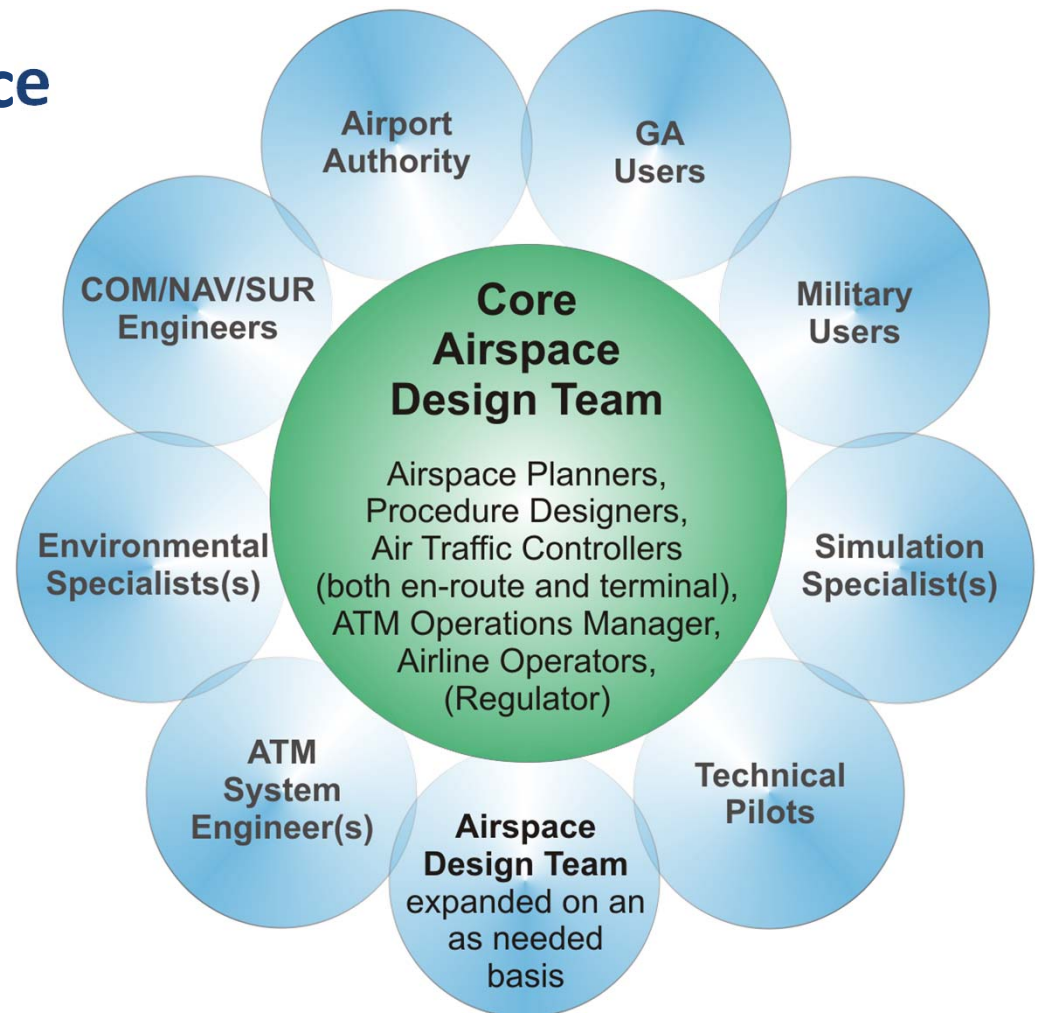 Airport
Authority
GA
Users
COM/NAV/SUR
Engineers
Military
Users
Core
Airspace
Design Team
Airspace Planners,
Procedure Designers,
Air Traffic Controllers
(both en-route and terminal),
ATM Operations Manager,
Airline Operators,
(Regulator)
Environmental
Specialists(s)
Simulation
Specialist(s)
ATM
System
Engineer(s)
Technical
Pilots
Airspace
Design Team
expanded on an
as needed
basis